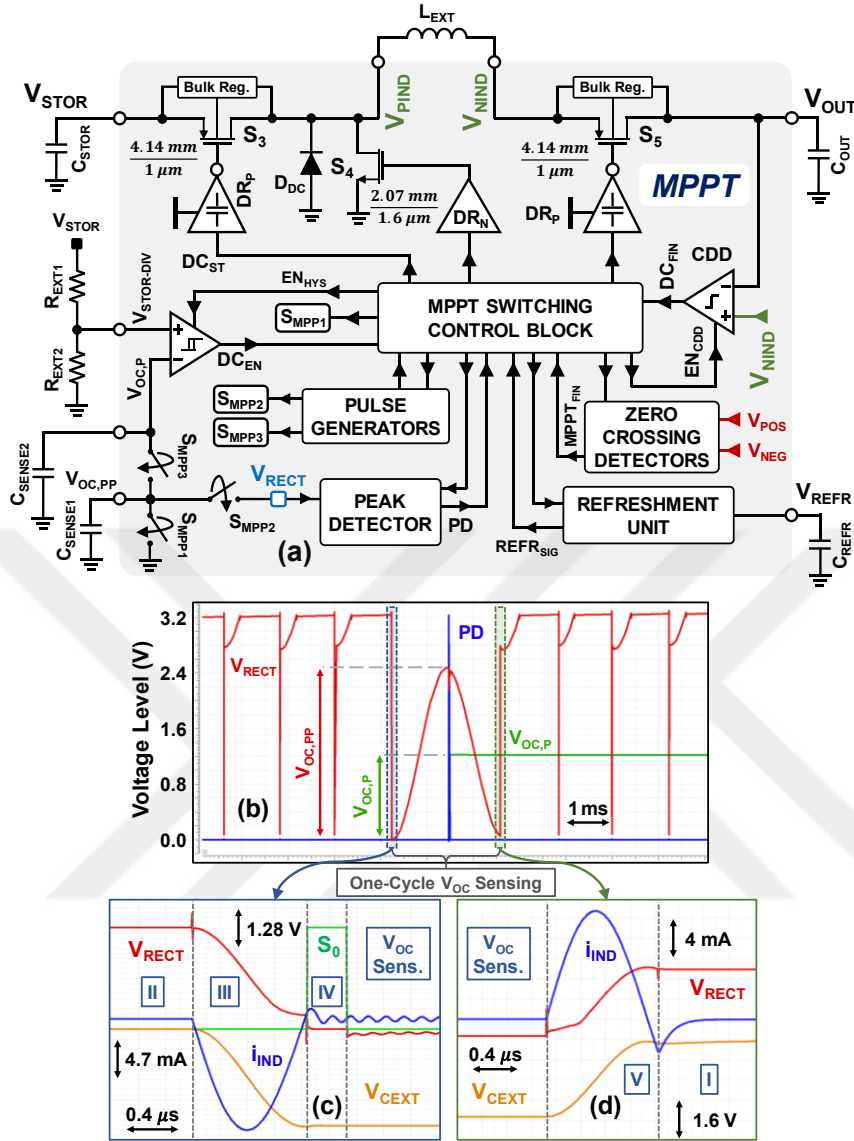 L_EXT
V_STOR
Bulk Reg.
V_PIND
V_NIND
Bulk Reg.
V_OUT
C_STOR
S_3
S_4
S_5
C_OUT
4.14 mm
1 μm
DR_P
D_DC
2.07 mm
1.6 μm
DR_N
4.14 mm
1 μm
DR_P
MPPT
V_STOR
DC_ST
DC_FIN
CDD
R_EXT1
V_STOR-DIV
EN_HYS
S_MPP1
MPPT SWITCHING
CONTROL BLOCK
R_EXT2
V_OC,P
DC_EN
EN_CDD
V_NIND
S_MPP2
S_MPP3
PULSE
GENERATORS
MPPT_FIN
ZERO
CROSSING
DETECTORS
V_POS
V_NEG
C_SENSE2
S_MPP3
V_OC,PP
C_SENSE1
S_MPP1
S_MPP2
V_RECT
PEAK
DETECTOR
PD
REFR_SIG
REFRESHMENT
UNIT
V_REFR
C_REFR
(a)
Voltage Level (V)
3.2
2.4
1.6
0.8
0.0
V_RECT
PD
V_OC,PP
V_OC,P
V_OC,P
1 ms
(b)
One-Cycle V_OC Sensing
1.28 V
V_RECT
S_0
V_OC
Sens.
II
III
IV
4.7 mA
i_IND
0.4 μs
V_CEXT
(c)
V_OC
Sens.
i_IND
4 mA
V_RECT
0.4 μs
V
I
V_CEXT
(d)
1.6 V